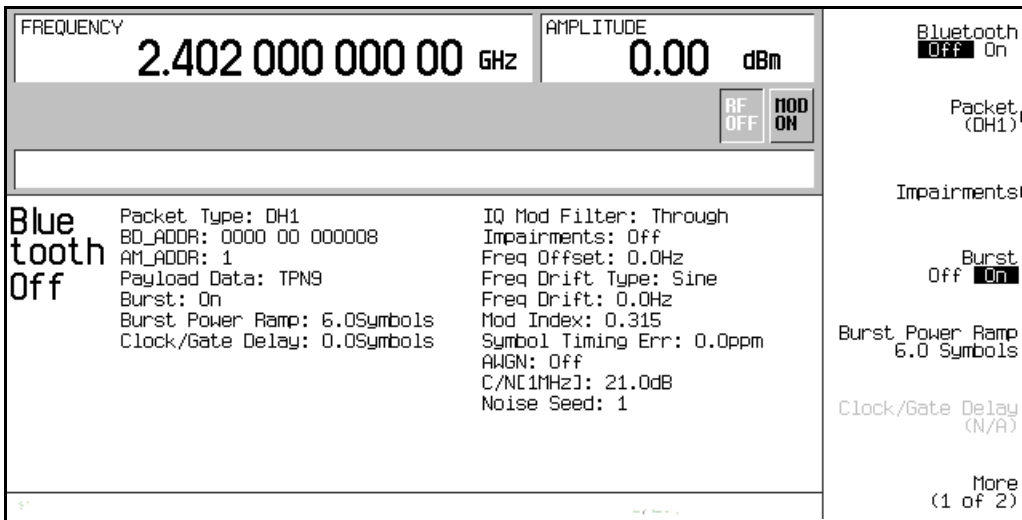 FREQUENCY
2.402 000 000 00 GHz
AMPLITUDE
0.00 dBm
RF OFF
MOD ON
Blue
tooth
Off
Packet Type: DH1
BD_ADDR: 0000 00 000008
AM_ADDR: 1
Payload Data: TPN9
Burst: On
Burst Power Ramp: 6.0Symbols
Clock/Gate Delay: 0.0Symbols
IQ Mod Filter: Through
Impairments: Off
Freq Offset: 0.0Hz
Freq Drift Type: Sine
Freq Drift: 0.0Hz
Mod Index: 0.315
Symbol Timing Err: 0.0ppm
AWGN: Off
C/N[1MHz]: 21.0dB
Noise Seed: 1
Bluetooth
Off On
Packet
(DH1)
Impairments
Burst
Off On
Burst Power Ramp
6.0 Symbols
Clock/Gate Delay
(N/A)
More
(1 of 2)